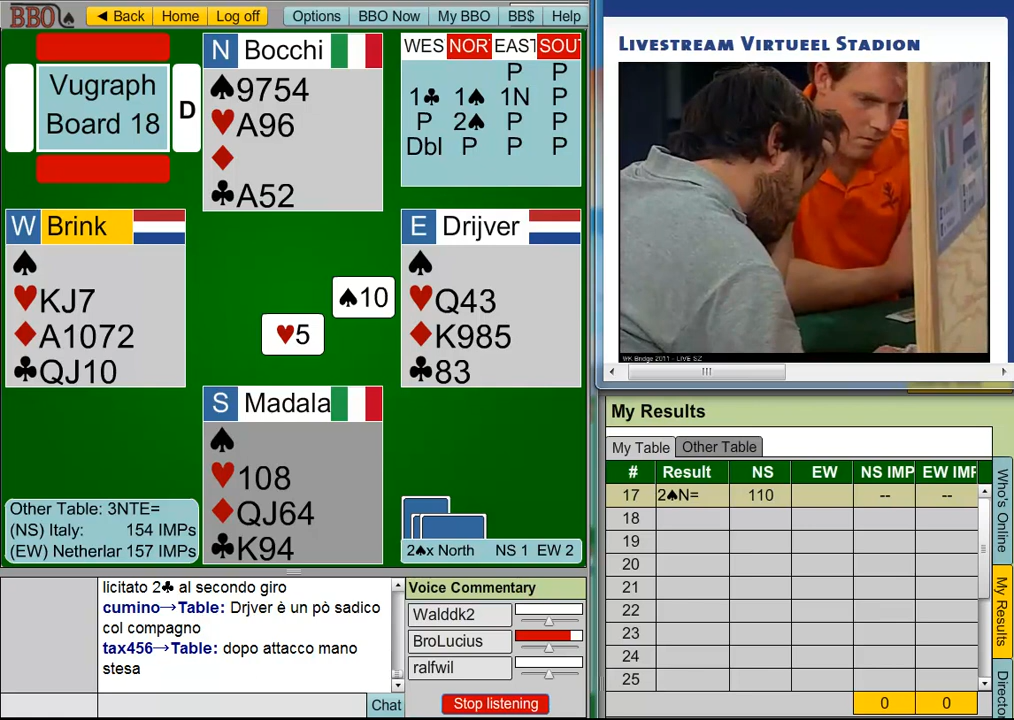 BBO
◄ Back Home Log off Options BBO Now My BBO BB$ Help
Vugraph
Board 18
D
N Bocchi
♠9754
♥A96
♦
♣A52
WES NOR EAST SOU
P P
1♣ 1♠ 1N P
P 2♠ P P
Dbl P P P
W Brink
♠
♥KJ7
♦A1072
♣QJ10
♠10
♥5
E Drijver
♠
♥Q43
♦K985
♣83
S Madala
♠
♥108
♦QJ64
♣K94
Other Table: 3NTE=
(NS) Italy: 154 IMPs
(EW) Netherlar 157 IMPs
2♠x North NS 1 EW 2
licitato 2♣ al secondo giro
cumino→Table: Drjver è un pò sadico
col compagno
tax456→Table: dopo attacco mano
stesa
Chat
Voice Commentary
Walddk2
BroLucius
ralfwil
Stop listening
Livestream Virtueel Stadion
WK Bridge 2011 - LIVE SZ
My Results
My Table Other Table
# Result NS EW NS IMP EW IMF
17 2♠N= 110 -- --
18
19
20
21
22
23
24
25
0 0
Who's Online
My Results
Director